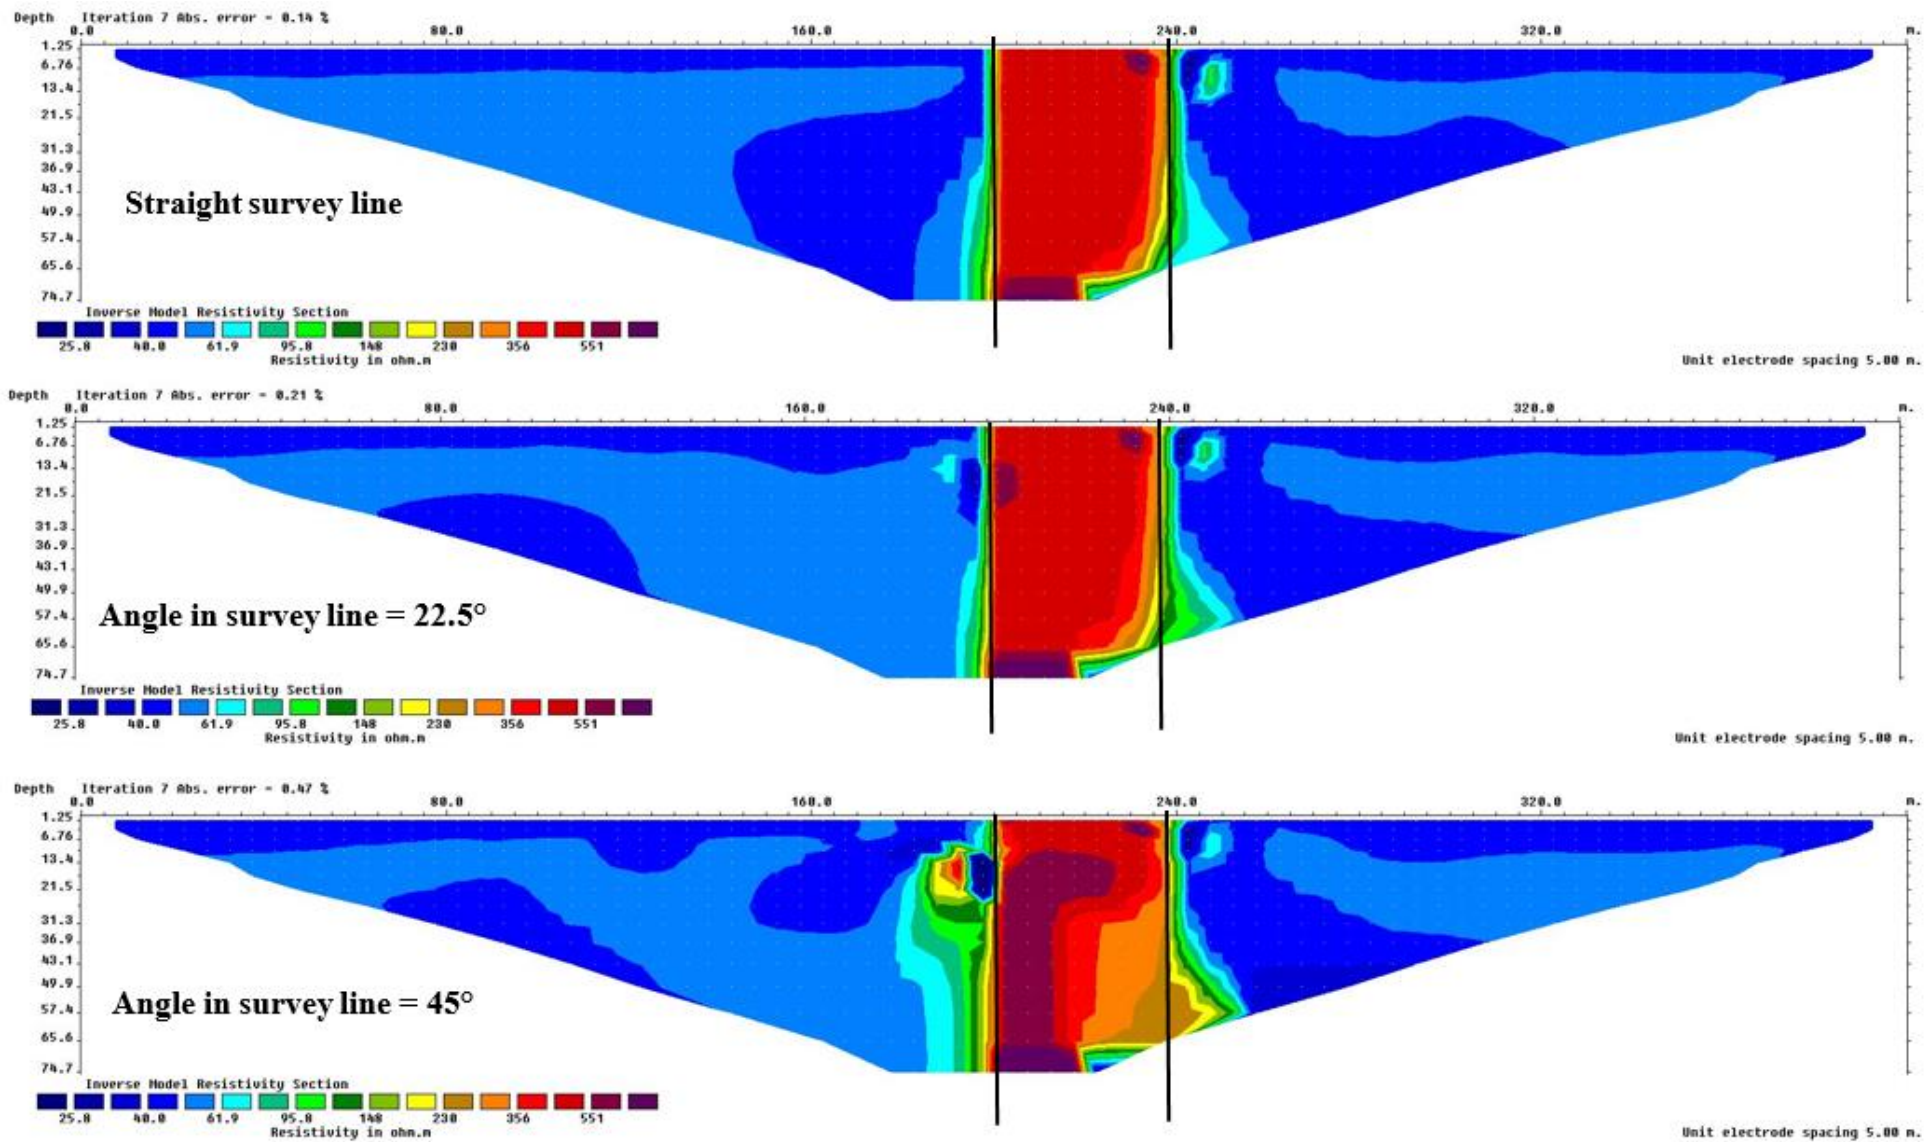 Depth Iteration 7 Abs. error = 0.14 %
0.0 80.0 160.0 240.0 320.0 m.
1.25
6.76
13.4
21.5
31.3
36.9
43.1
49.9
57.4
65.6
74.7
Straight survey line
Inverse Model Resistivity Section
25.8 40.0 61.9 95.8 148 230 356 551
Resistivity in ohm.m
Unit electrode spacing 5.00 m.
Depth Iteration 7 Abs. error = 0.21 %
0.0 80.0 160.0 240.0 320.0 m.
1.25
6.76
13.4
21.5
31.3
36.9
43.1
49.9
57.4
65.6
74.7
Angle in survey line = 22.5°
Inverse Model Resistivity Section
25.8 40.0 61.9 95.8 148 230 356 551
Resistivity in ohm.m
Unit electrode spacing 5.00 m.
Depth Iteration 7 Abs. error = 0.47 %
0.0 80.0 160.0 240.0 320.0 m.
1.25
6.76
13.4
21.5
31.3
36.9
43.1
49.9
57.4
65.6
74.7
Angle in survey line = 45°
Inverse Model Resistivity Section
25.8 40.0 61.9 95.8 148 230 356 551
Resistivity in ohm.m
Unit electrode spacing 5.00 m.